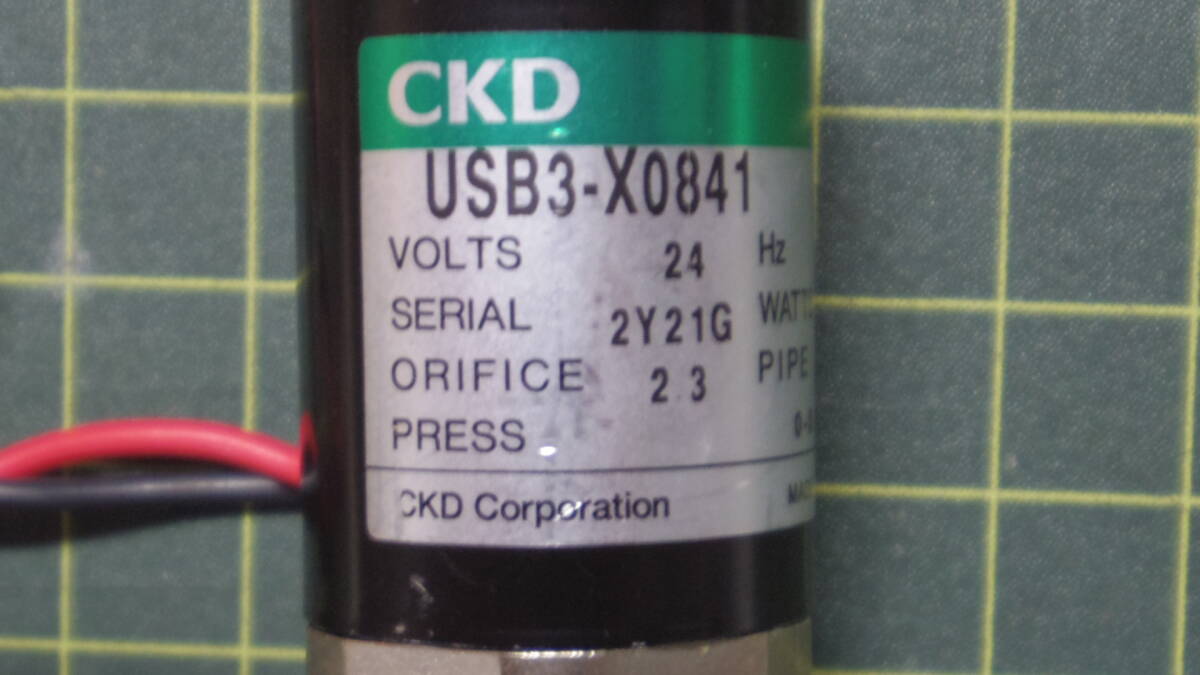 CKD
USB3-X0841
VOLTS 24 Hz
SERIAL 2Y21G
ORIFICE 2.3 PIPE
PRESS
CKD Corporation